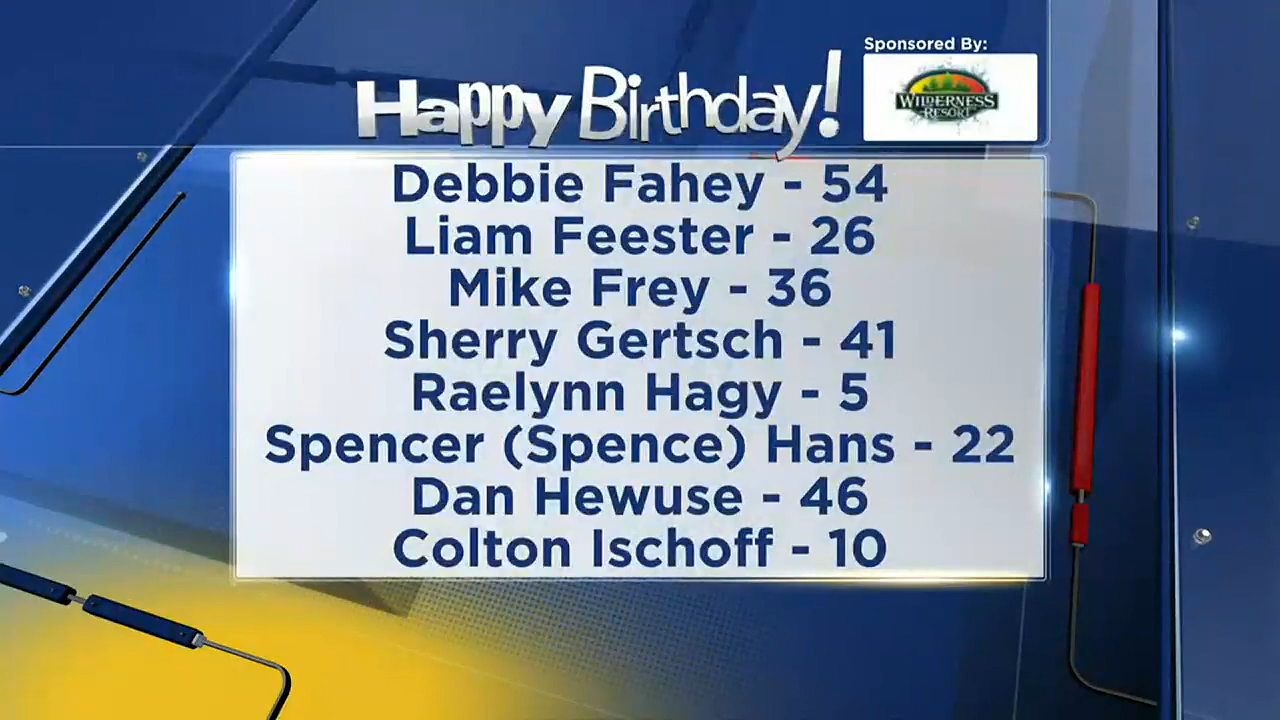 Happy Birthday!
Sponsored By:
WILDERNESS
RESORT
Debbie Fahey - 54
Liam Feester - 26
Mike Frey - 36
Sherry Gertsch - 41
Raelynn Hagy - 5
Spencer (Spence) Hans - 22
Dan Hewuse - 46
Colton Ischoff - 10